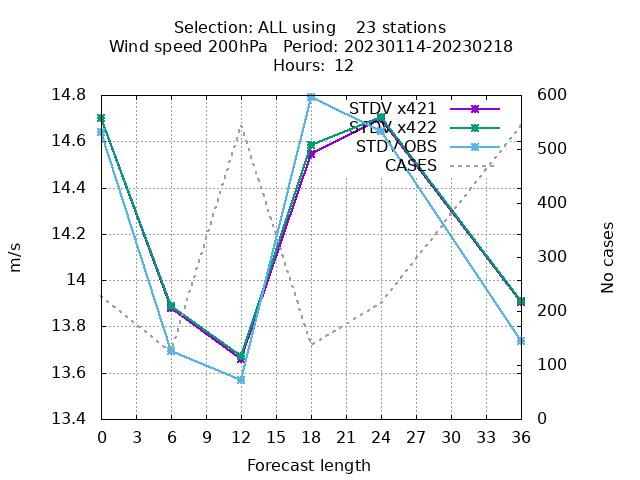 Selection: ALL using    23 stations
Wind speed 200hPa   Period: 20230114-20230218
Hours:  12
14.8
14.6
14.4
14.2
14
13.8
13.6
13.4
m/s
STDV x421
STDV x422
STDV OBS
CASES
600
500
400
300
200
100
0
No cases
0 3 6 9 12 15 18 21 24 27 30 33 36
Forecast length